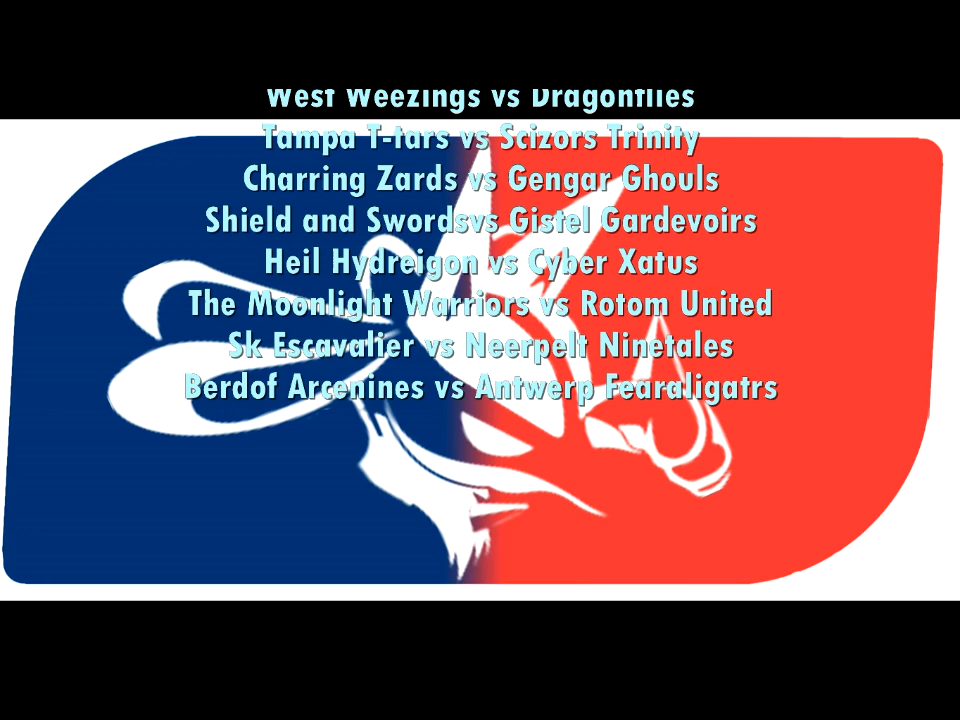 West Weezings vs Dragonflies
Tampa T-tars vs Scizors Trinity
Charring Zards vs Gengar Ghouls
Shield and Swordsvs Gistel Gardevoirs
Heil Hydreigon vs Cyber Xatus
The Moonlight Warriors vs Rotom United
Sk Escavalier vs Neerpelt Ninetales
Berdof Arcenines vs Antwerp Fearaligatrs